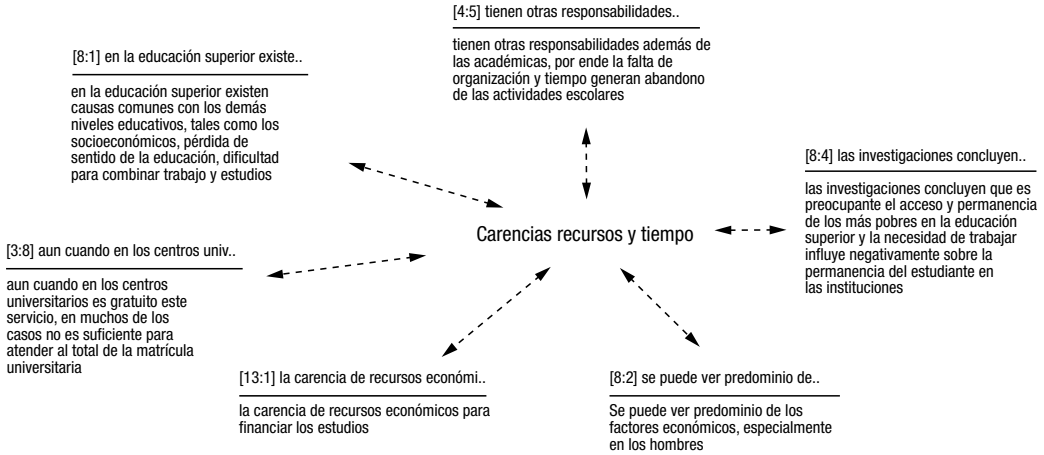 [4:5] tienen otras responsabilidades..
tienen otras responsabilidades además de
las académicas, por ende la falta de
organización y tiempo generan abandono
de las actividades escolares
[8:1] en la educación superior existe..
en la educación superior existen
causas comunes con los demás
niveles educativos, tales como los
socioeconómicos, pérdida de
sentido de la educación, dificultad
para combinar trabajo y estudios
[8:4] las investigaciones concluyen..
las investigaciones concluyen que es
preocupante el acceso y permanencia
de los más pobres en la educación
superior y la necesidad de trabajar
influye negativamente sobre la
permanencia del estudiante en
las instituciones
Carencias recursos y tiempo
[3:8] aun cuando en los centros univ..
aun cuando en los centros
universitarios es gratuito este
servicio, en muchos de los
casos no es suficiente para
atender al total de la matrícula
universitaria
[13:1] la carencia de recursos económi..
la carencia de recursos económicos para
financiar los estudios
[8:2] se puede ver predominio de..
Se puede ver predominio de los
factores económicos, especialmente
en los hombres